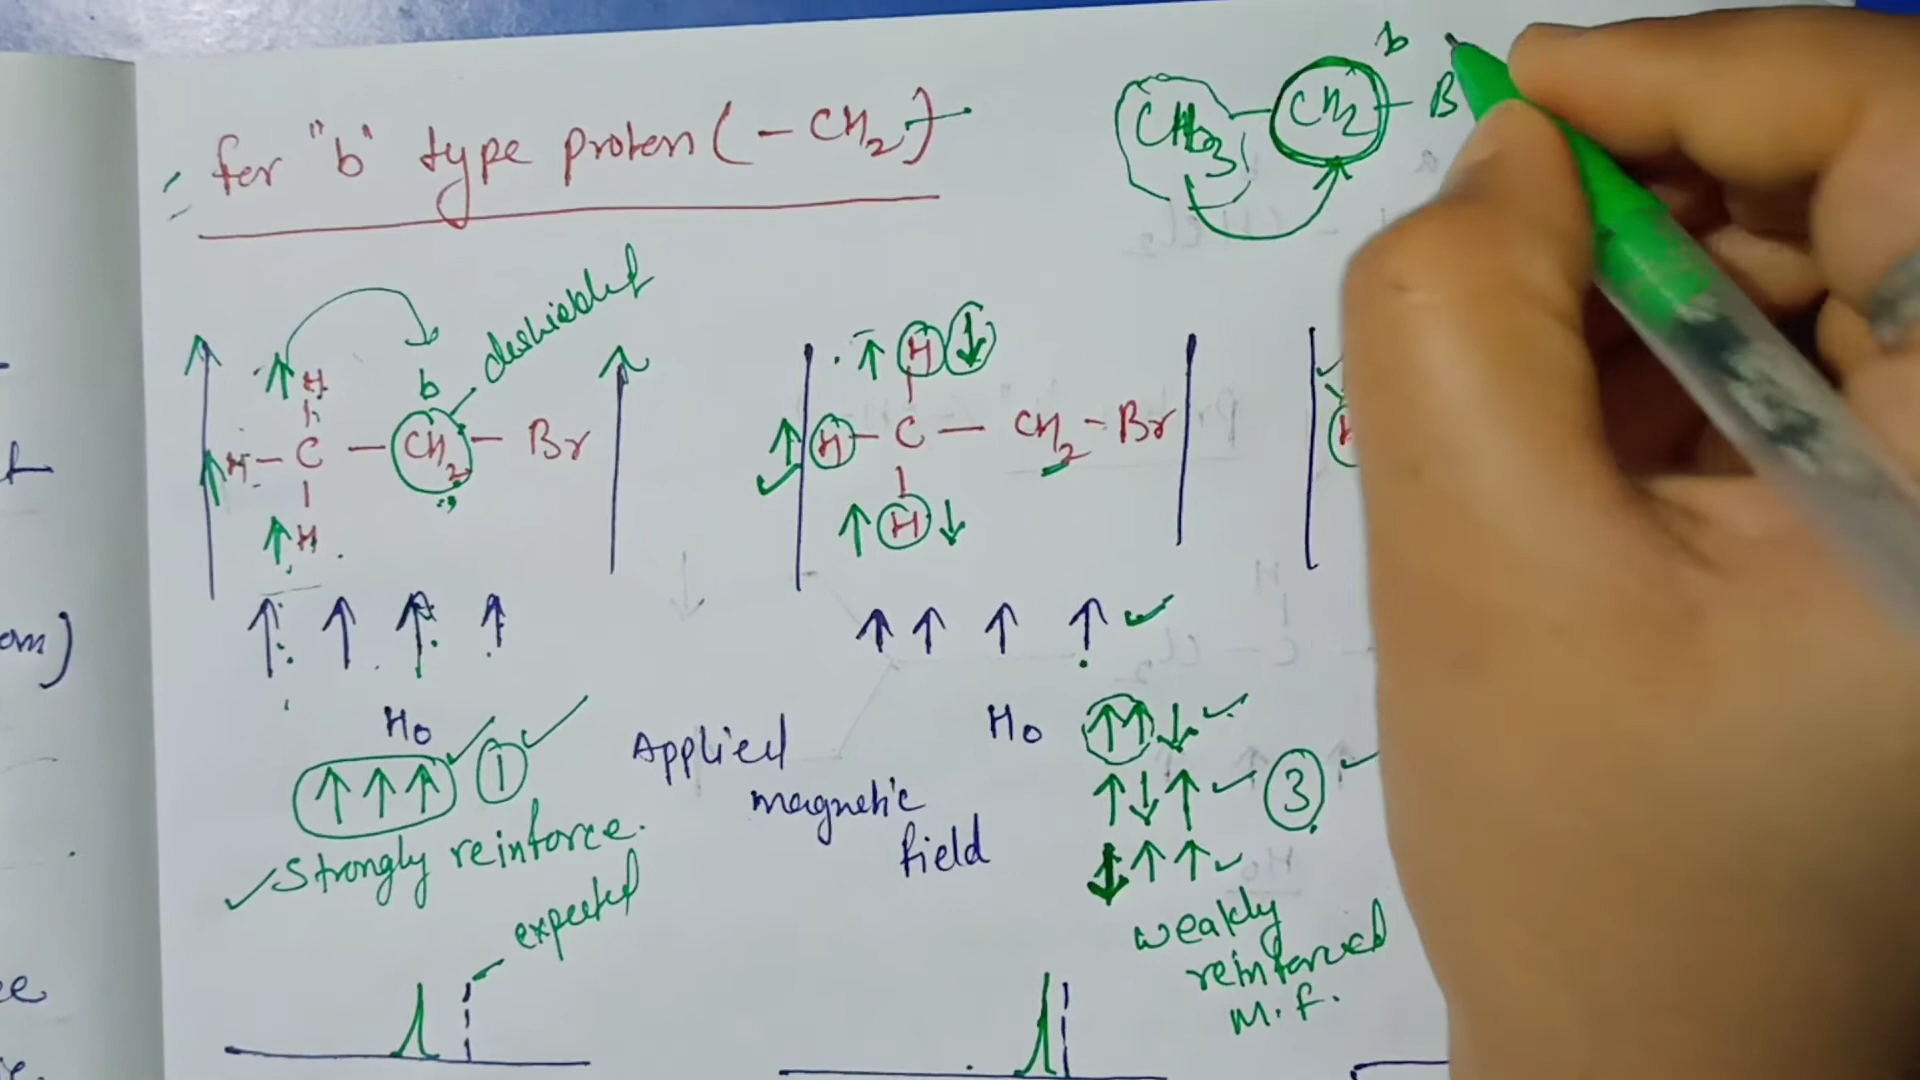 for "b" type proton (-CH2)
b
CH3 - CH2 - B
deshielded
H
b
H - C - CH2 - Br
H
H
H - C - CH2 - Br
H
H
Ho
Ho
↑↑↑ 1
Applied
magnetic
field
↑↑↓
↑↓↑ 3
↓↑↑
Strongly reinforce.
expected
weakly
reinforced
M.f.
om)